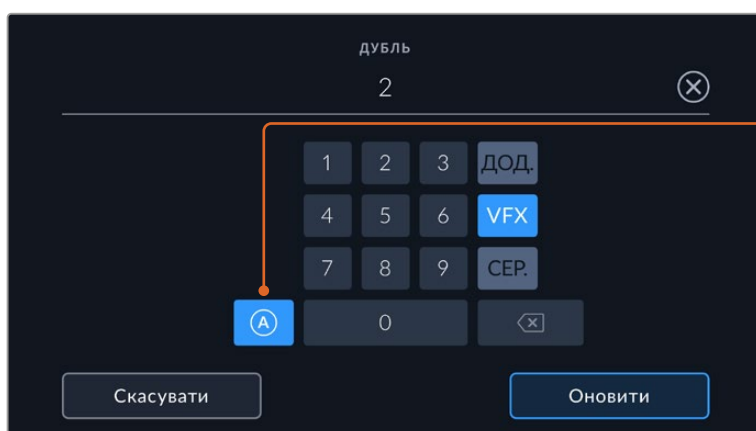 ДУБЛЬ
2
1 2 3 ДОД.
4 5 6 VFX
7 8 9 СЕР.
A 0
Скасувати Оновити